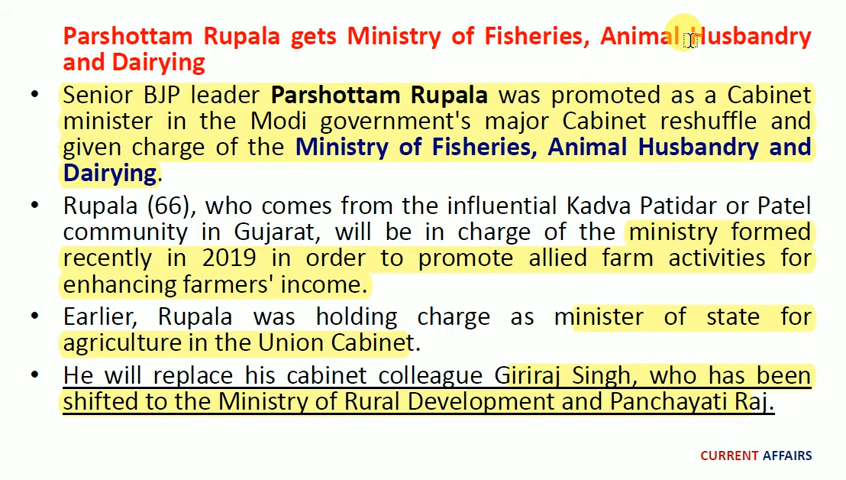 Parshottam Rupala gets Ministry of Fisheries, Animal Husbandry
and Dairying
• Senior BJP leader Parshottam Rupala was promoted as a Cabinet
minister in the Modi government's major Cabinet reshuffle and
given charge of the Ministry of Fisheries, Animal Husbandry and
Dairying.
• Rupala (66), who comes from the influential Kadva Patidar or Patel
community in Gujarat, will be in charge of the ministry formed
recently in 2019 in order to promote allied farm activities for
enhancing farmers' income.
• Earlier, Rupala was holding charge as minister of state for
agriculture in the Union Cabinet.
• He will replace his cabinet colleague Giriraj Singh, who has been
shifted to the Ministry of Rural Development and Panchayati Raj.
CURRENT AFFAIRS